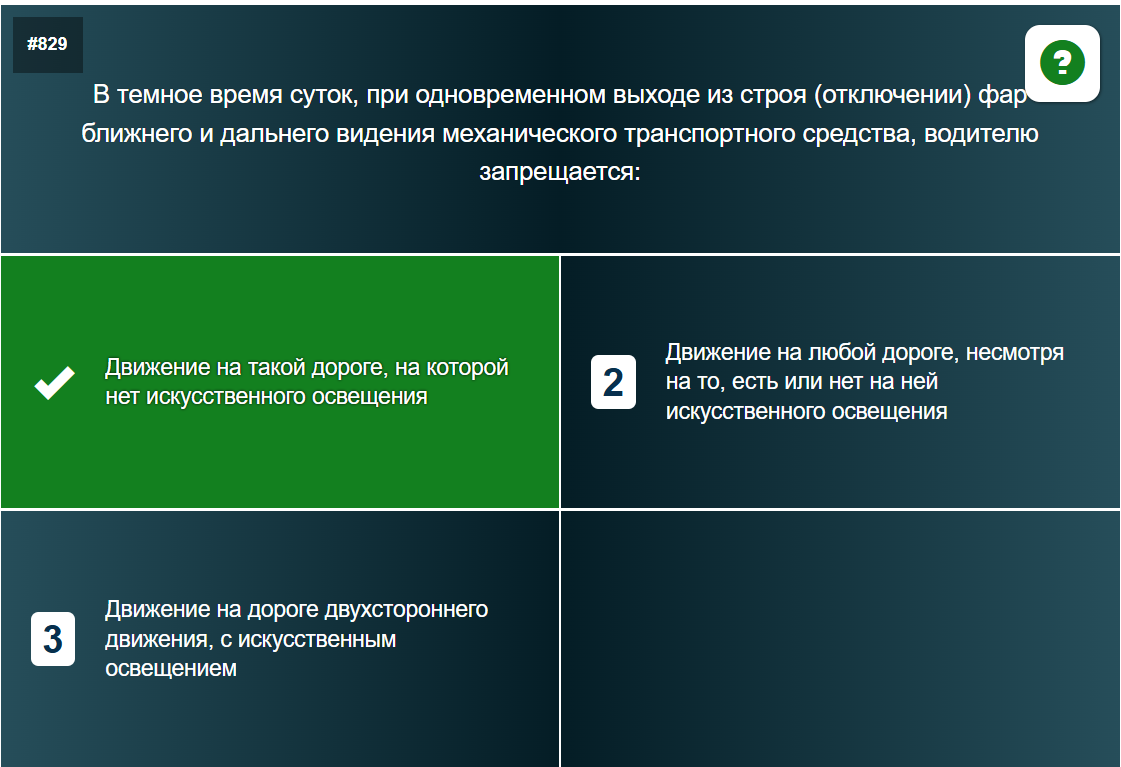 #829
?
В темное время суток, при одновременном выходе из строя (отключении) фар
ближнего и дальнего видения механического транспортного средства, водителю
запрещается:
Движение на такой дороге, на которой
нет искусственного освещения
2
Движение на любой дороге, несмотря
на то, есть или нет на ней
искусственного освещения
3
Движение на дороге двухстороннего
движения, с искусственным
освещением